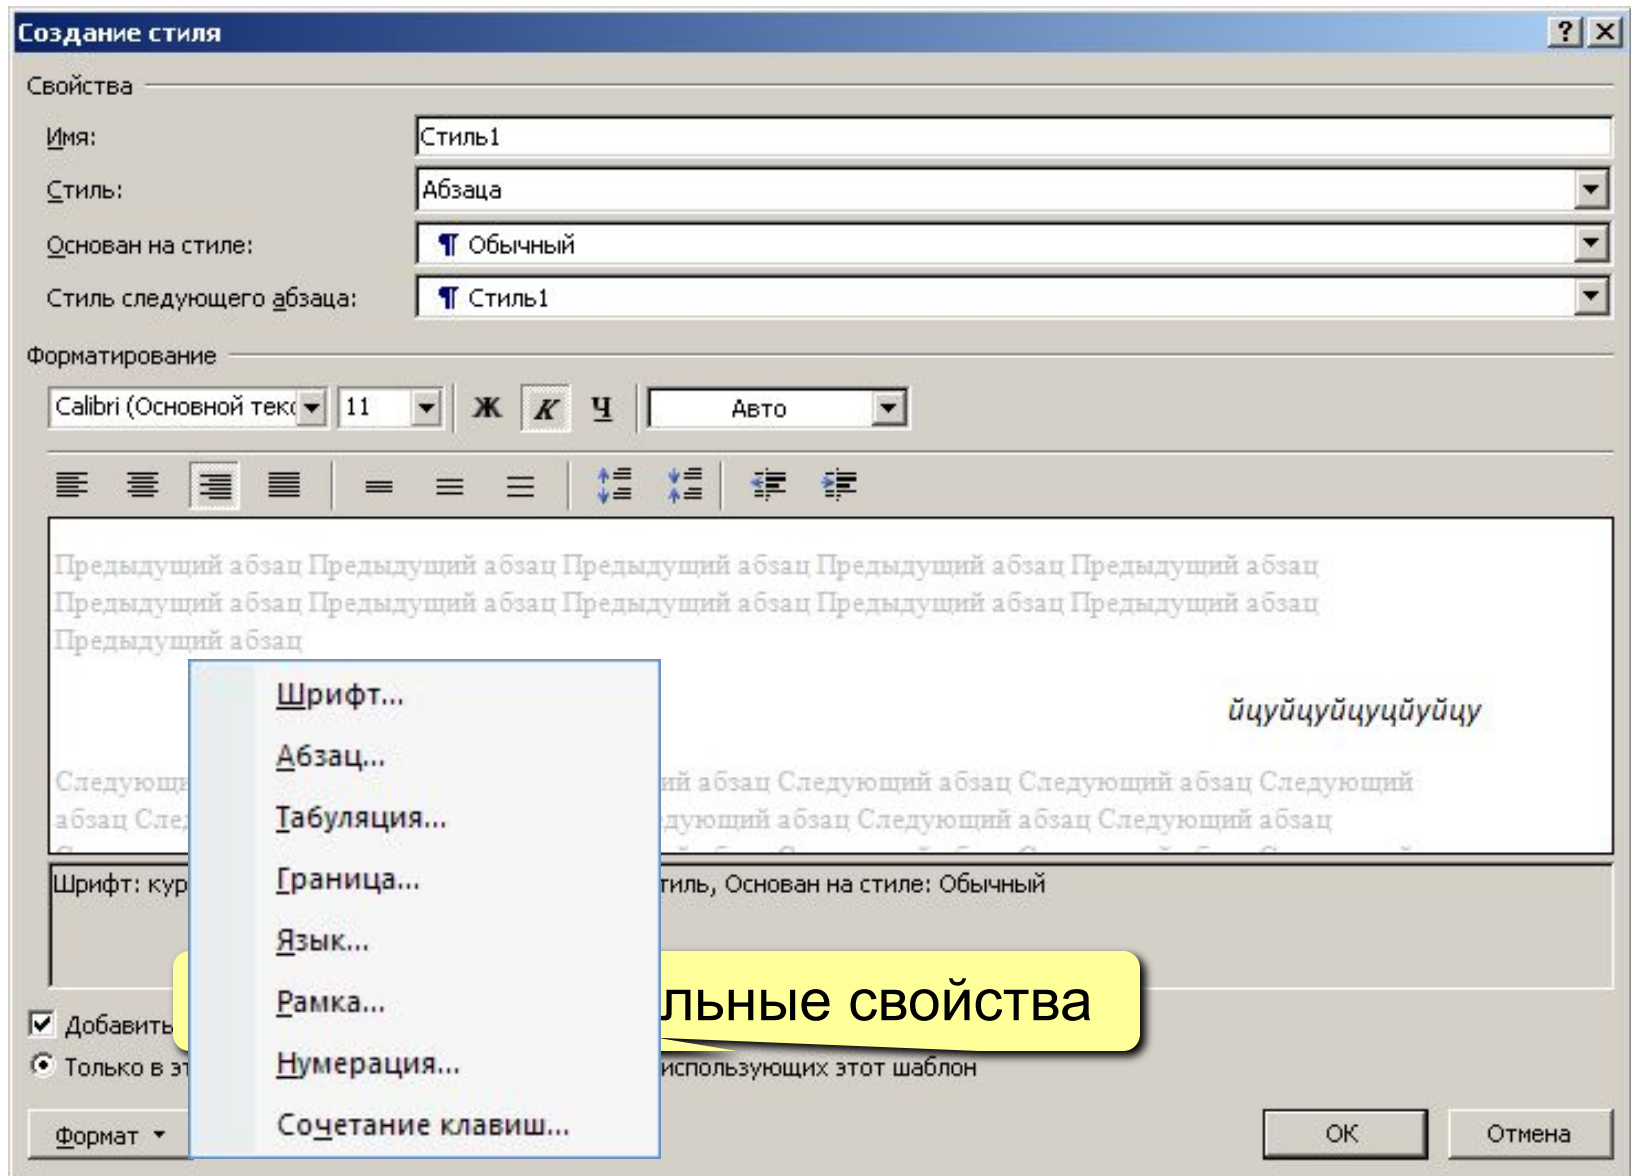 Создание стиля
Свойства
Имя: Стиль1
Стиль: Абзаца
Основан на стиле: ¶ Обычный
Стиль следующего абзаца: ¶ Стиль1
Форматирование
Calibri (Основной текс 11 Ж К Ч Авто
Предыдущий абзац Предыдущий абзац Предыдущий абзац Предыдущий абзац Предыдущий абзац
Предыдущий абзац Предыдущий абзац Предыдущий абзац Предыдущий абзац Предыдущий абзац
Предыдущий абзац
йцуйцуйцуцйуйцу
Следующи ий абзац Следующий абзац Следующий абзац Следующий
абзац Сле дующий абзац Следующий абзац Следующий абзац
Шрифт: кур тиль, Основан на стиле: Обычный
льные свойства
Добавить
Только в эт использующих этот шаблон
Формат
Шрифт...
Абзац...
Табуляция...
Граница...
Язык...
Рамка...
Нумерация...
Сочетание клавиш...
ОК Отмена